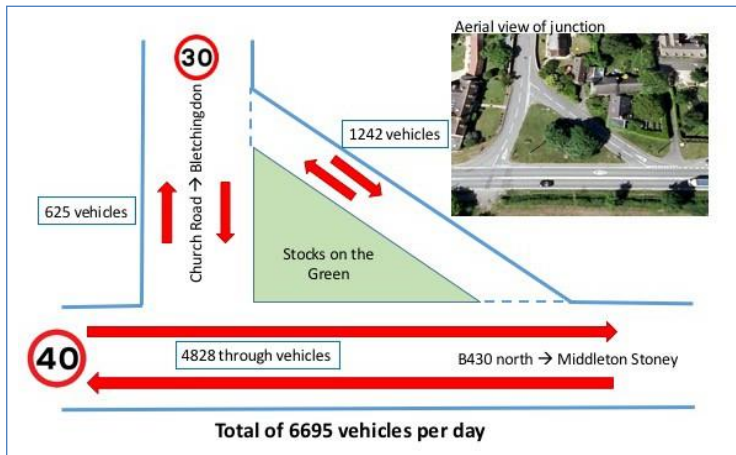 Aerial view of junction
30
1242 vehicles
Church Road → Bletchingdon
625 vehicles
Stocks on the
Green
40
4828 through vehicles
B430 north → Middleton Stoney
Total of 6695 vehicles per day